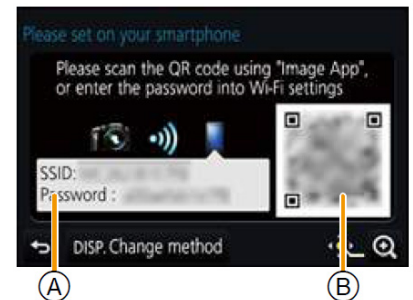 Please set on your smartphone
Please scan the QR code using "Image App",
or enter the password into Wi-Fi settings
SSID:
Password :
DISP. Change method
A
B